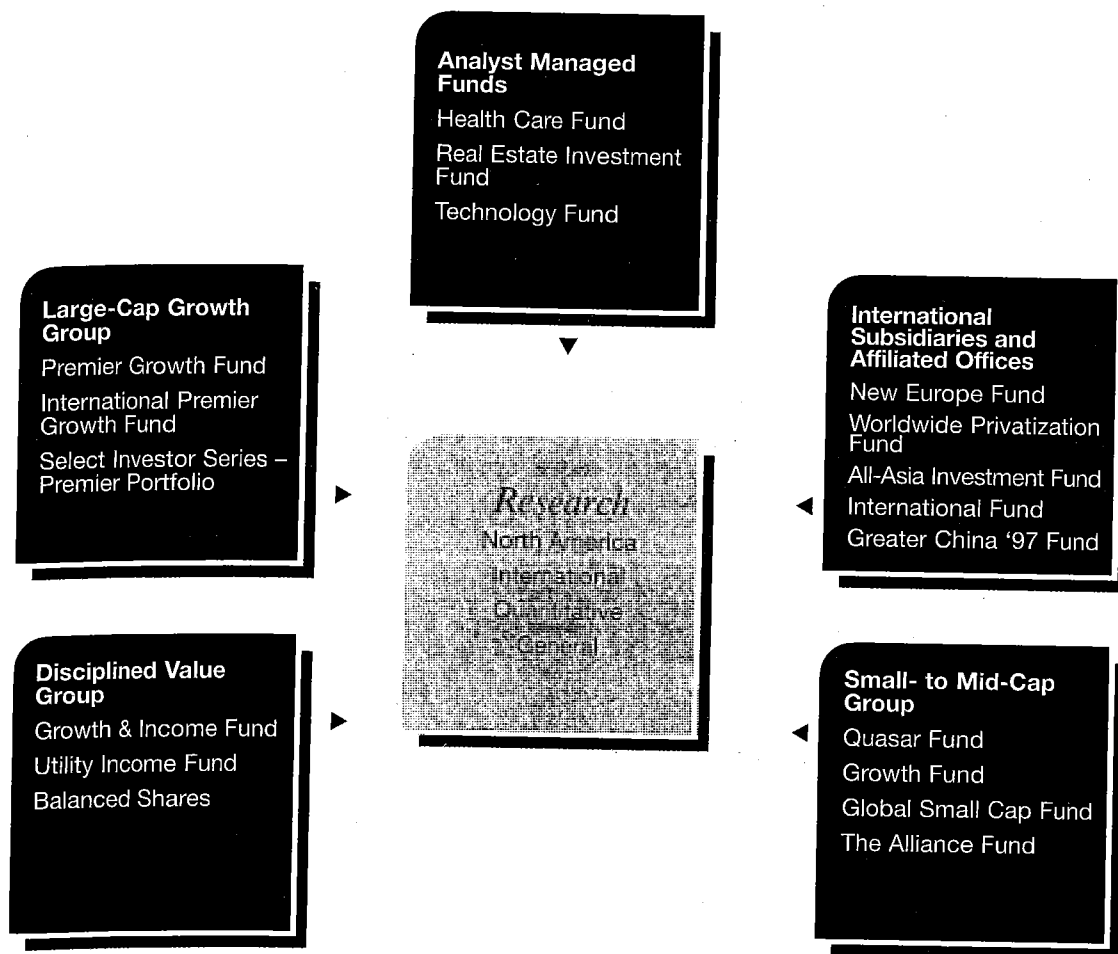 Analyst Managed
Funds
Health Care Fund
Real Estate Investment
Fund
Technology Fund
Large-Cap Growth
Group
Premier Growth Fund
International Premier
Growth Fund
Select Investor Series –
Premier Portfolio
International
Subsidiaries and
Affiliated Offices
New Europe Fund
Worldwide Privatization
Fund
All-Asia Investment Fund
International Fund
Greater China '97 Fund
Research
North America
International
Quantitative
General
Disciplined Value
Group
Growth & Income Fund
Utility Income Fund
Balanced Shares
Small- to Mid-Cap
Group
Quasar Fund
Growth Fund
Global Small Cap Fund
The Alliance Fund